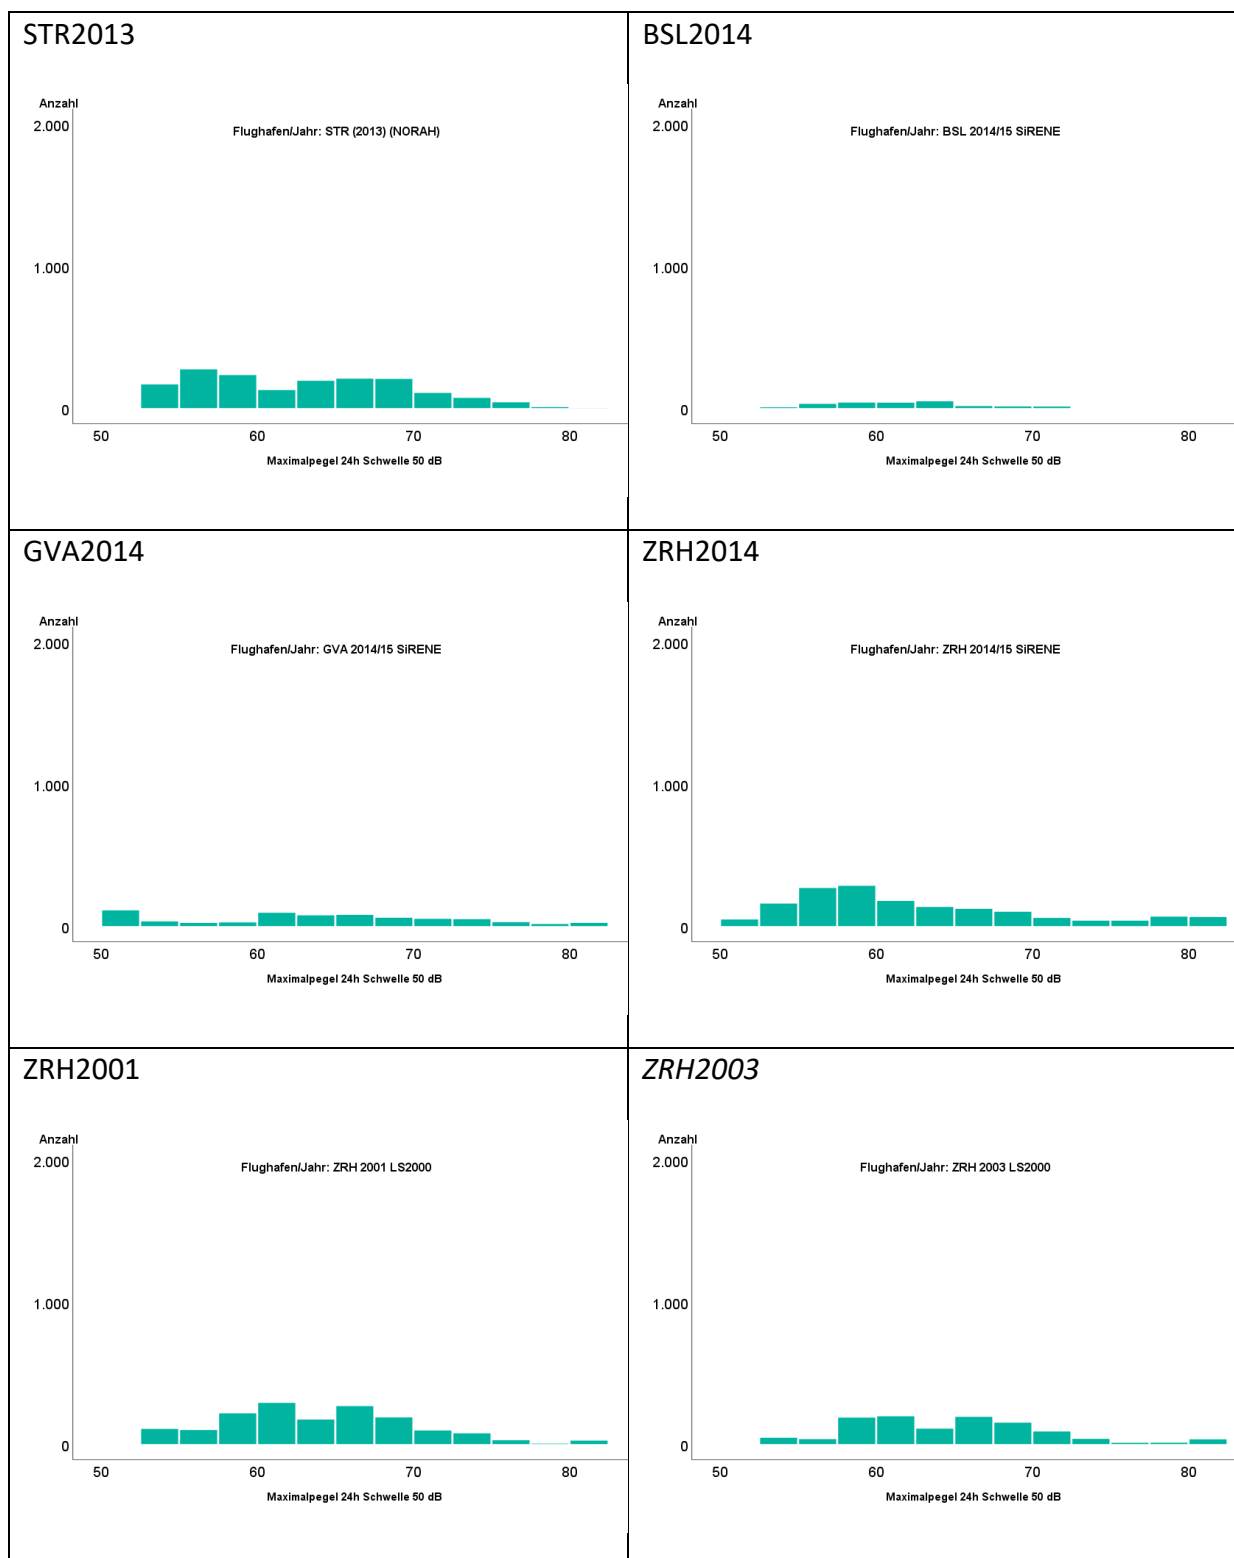 STR2013
Anzahl
2.000
Flughafen/Jahr: STR (2013) (NORAH)
1.000
0
50 60 70 80
Maximalpegel 24h Schwelle 50 dB
BSL2014
Anzahl
2.000
Flughafen/Jahr: BSL 2014/15 SiRENE
1.000
0
50 60 70 80
Maximalpegel 24h Schwelle 50 dB
GVA2014
Anzahl
2.000
Flughafen/Jahr: GVA 2014/15 SiRENE
1.000
0
50 60 70 80
Maximalpegel 24h Schwelle 50 dB
ZRH2014
Anzahl
2.000
Flughafen/Jahr: ZRH 2014/15 SiRENE
1.000
0
50 60 70 80
Maximalpegel 24h Schwelle 50 dB
ZRH2001
Anzahl
2.000
Flughafen/Jahr: ZRH 2001 LS2000
1.000
0
50 60 70 80
Maximalpegel 24h Schwelle 50 dB
ZRH2003
Anzahl
2.000
Flughafen/Jahr: ZRH 2003 LS2000
1.000
0
50 60 70 80
Maximalpegel 24h Schwelle 50 dB